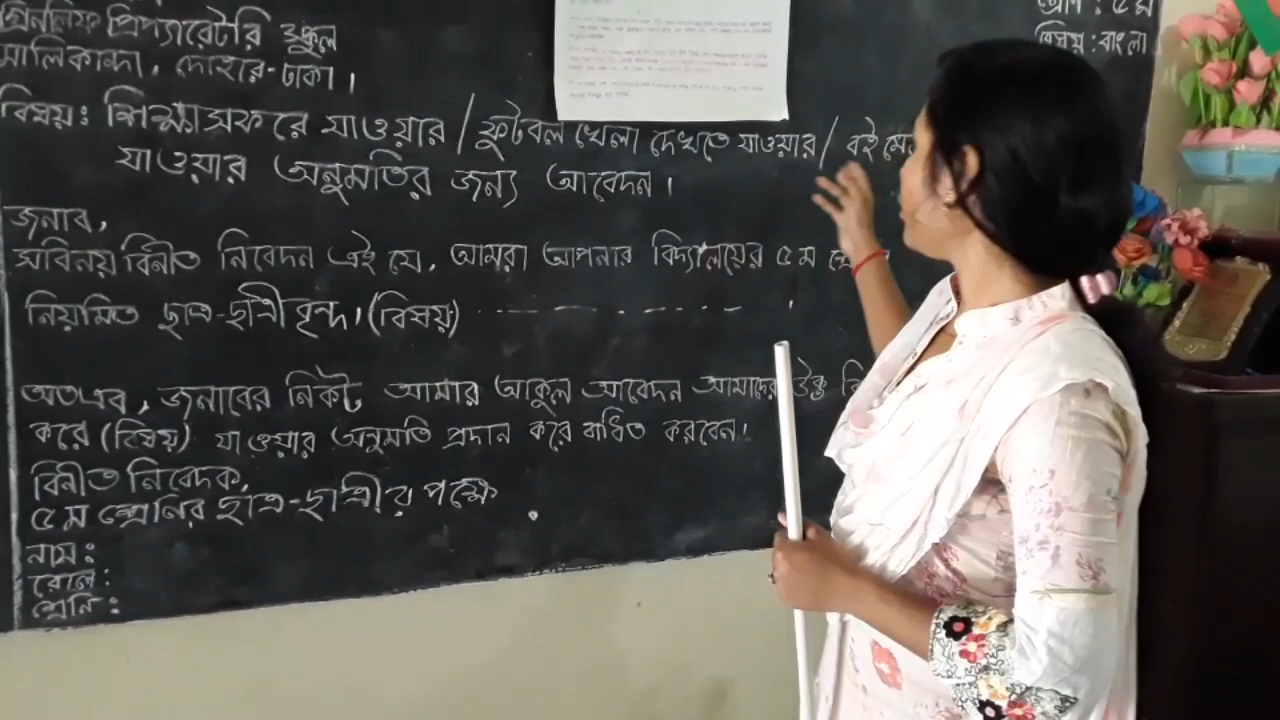 গ্রিনলিফ প্রিপ্যারেটরি স্কুল
মালিকান্দা, দোহার-ঢাকা।
বিষয়: শিক্ষাসফরে যাওয়ার / ফুটবল খেলা দেখতে যাওয়ার / বই
যাওয়ার অনুমতির জন্য আবেদন।
জনাব,
সবিনয় বিনীত নিবেদন এই যে, আমরা আপনার বিদ্যালয়ের ৫ম
নিয়মিত ছাত্র-ছাত্রীবৃন্দ। (বিষয়) ------- ।
অতএব, জনাবের নিকট আমার আকুল আবেদন আমাদের উক্ত
করে (বিষয়) যাওয়ার অনুমতি প্রদান করে বাধিত করবেন।
বিনীত নিবেদক,
৫ম শ্রেনির ছাত্র-ছাত্রীর পক্ষে
নাম:
রোল:
শ্রেনি:
শ্রেনি: ৫ম
বিষয়: বাংলা